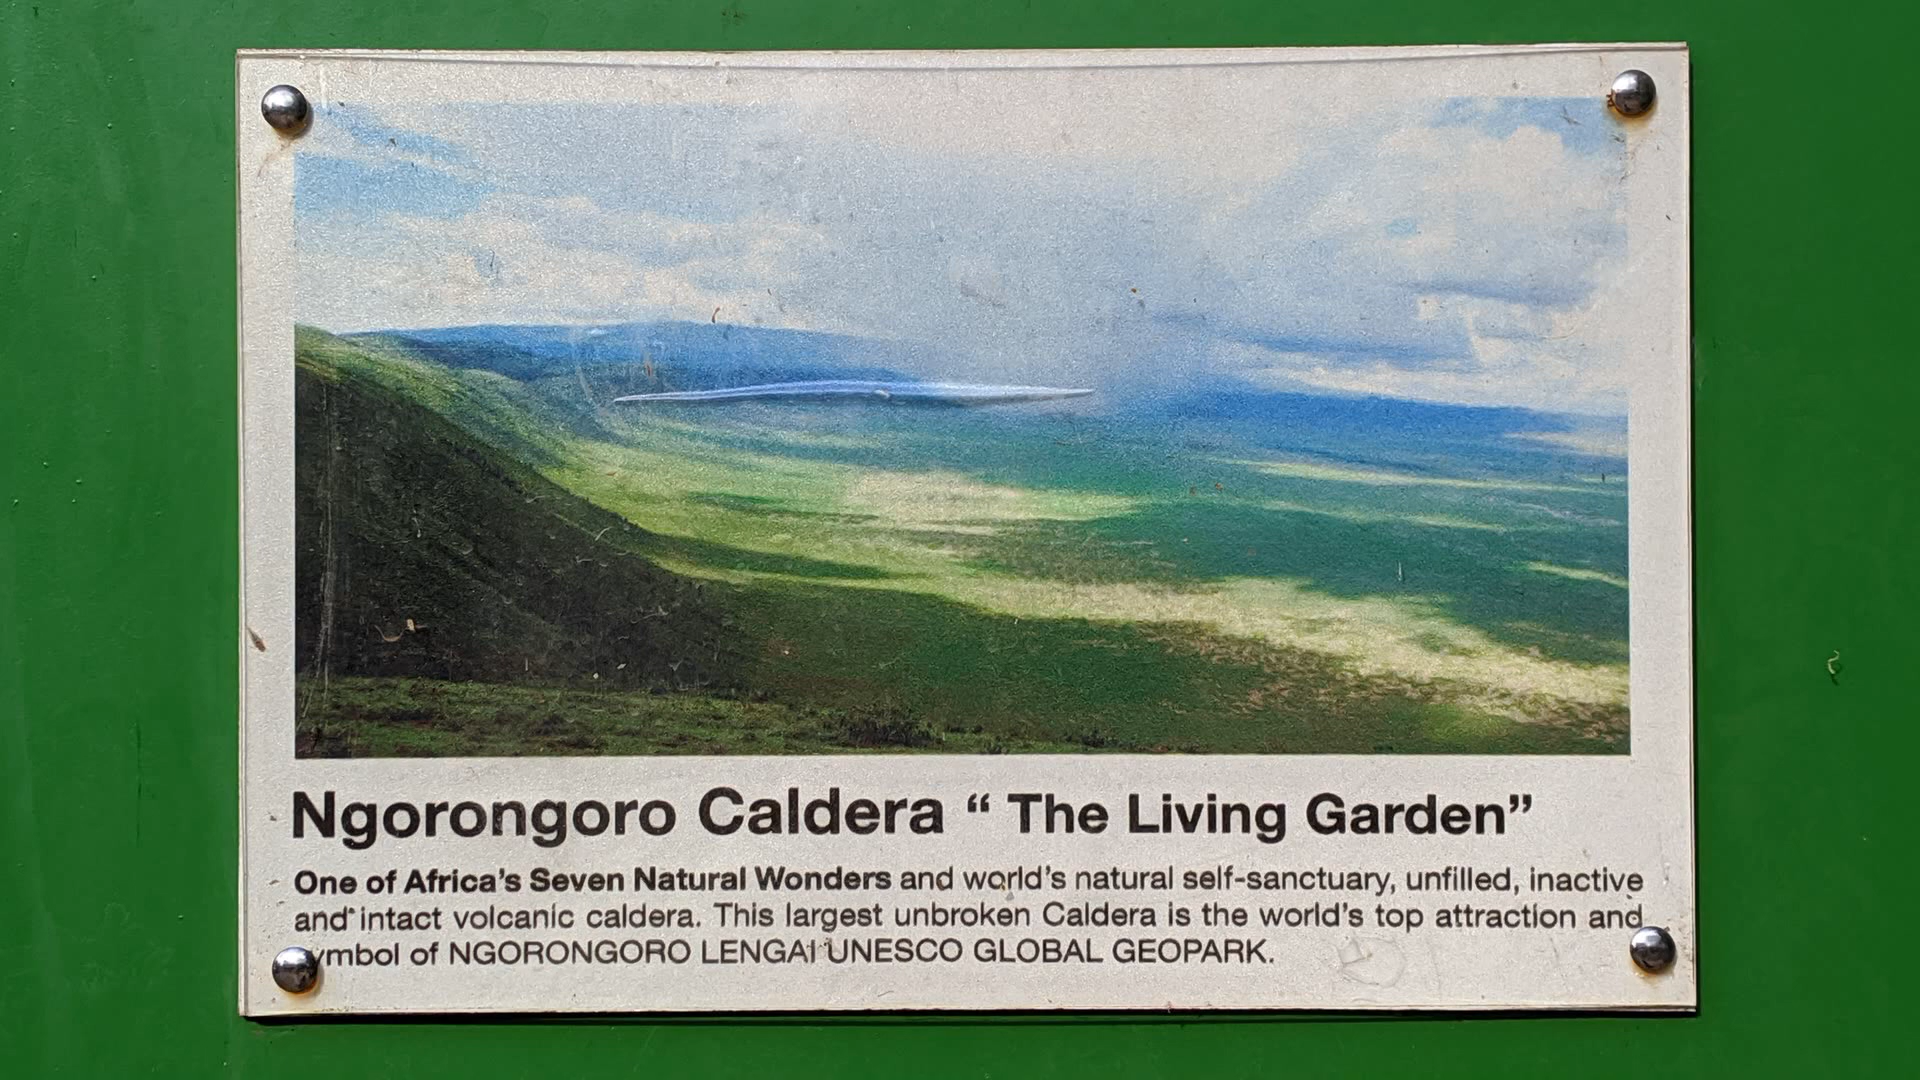 Ngorongoro Caldera “ The Living Garden”
One of Africa's Seven Natural Wonders and world's natural self-sanctuary, unfilled, inactive
and intact volcanic caldera. This largest unbroken Caldera is the world's top attraction and
ymbol of NGORONGORO LENGAI UNESCO GLOBAL GEOPARK.